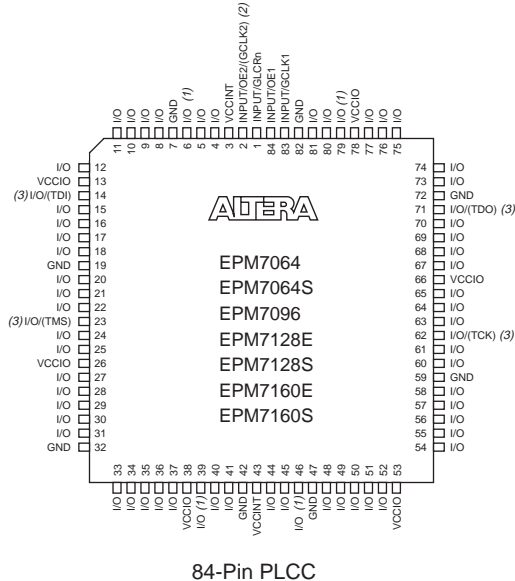 I/O I/O I/O I/O GND I/O (1) I/O I/O VCCINT INPUT/OE2/(GCLK2) (2) INPUT/GLCRn INPUT/OE1 INPUT/GCLK1 GND I/O I/O I/O (1) VCCIO I/O I/O I/O
11 10 9 8 7 6 5 4 3 2 1 84 83 82 81 80 79 78 77 76 75
I/O 12 74 I/O
VCCIO 13 73 I/O
(3) I/O/(TDI) 14 72 GND
I/O 15 71 I/O/(TDO) (3)
I/O 16 70 I/O
I/O 17 69 I/O
I/O 18 68 I/O
GND 19 67 I/O
I/O 20 66 VCCIO
I/O 21 65 I/O
I/O 22 64 I/O
(3) I/O/(TMS) 23 63 I/O
I/O 24 62 I/O/(TCK) (3)
I/O 25 61 I/O
VCCIO 26 60 I/O
I/O 27 59 GND
I/O 28 58 I/O
I/O 29 57 I/O
I/O 30 56 I/O
I/O 31 55 I/O
GND 32 54 I/O
ALTERA
EPM7064
EPM7064S
EPM7096
EPM7128E
EPM7128S
EPM7160E
EPM7160S
33 34 35 36 37 38 39 40 41 42 43 44 45 46 47 48 49 50 51 52 53
I/O I/O I/O I/O I/O VCCIO I/O (1) I/O I/O GND VCCINT I/O I/O I/O (1) GND I/O I/O I/O I/O I/O VCCIO
84-Pin PLCC